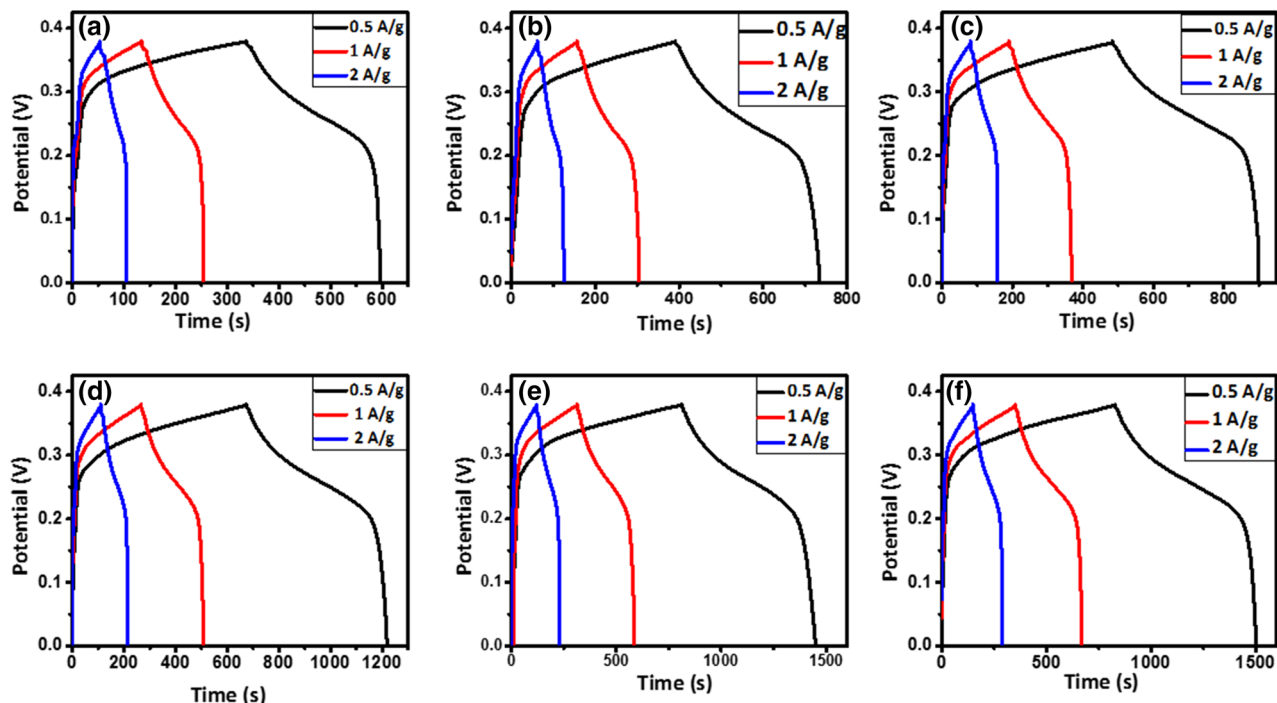 (a)
0.5 A/g
1 A/g
2 A/g
0.4
0.3
0.2
0.1
0.0
Potential (V)
0 100 200 300 400 500 600
Time (s)
(b)
0.5 A/g
1 A/g
2 A/g
0.4
0.3
0.2
0.1
0.0
Potential (V)
0 200 400 600 800
Time (s)
(c)
0.5 A/g
1 A/g
2 A/g
0.4
0.3
0.2
0.1
0.0
Potential (V)
0 200 400 600 800
Time (s)
(d)
0.5 A/g
1 A/g
2 A/g
0.4
0.3
0.2
0.1
0.0
Potential (V)
0 200 400 600 800 1000 1200
Time (s)
(e)
0.5 A/g
1 A/g
2 A/g
0.4
0.3
0.2
0.1
0.0
Potential (V)
0 500 1000 1500
Time (s)
(f)
0.5 A/g
1 A/g
2 A/g
0.4
0.3
0.2
0.1
0.0
Potential (V)
0 500 1000 1500
Time (s)